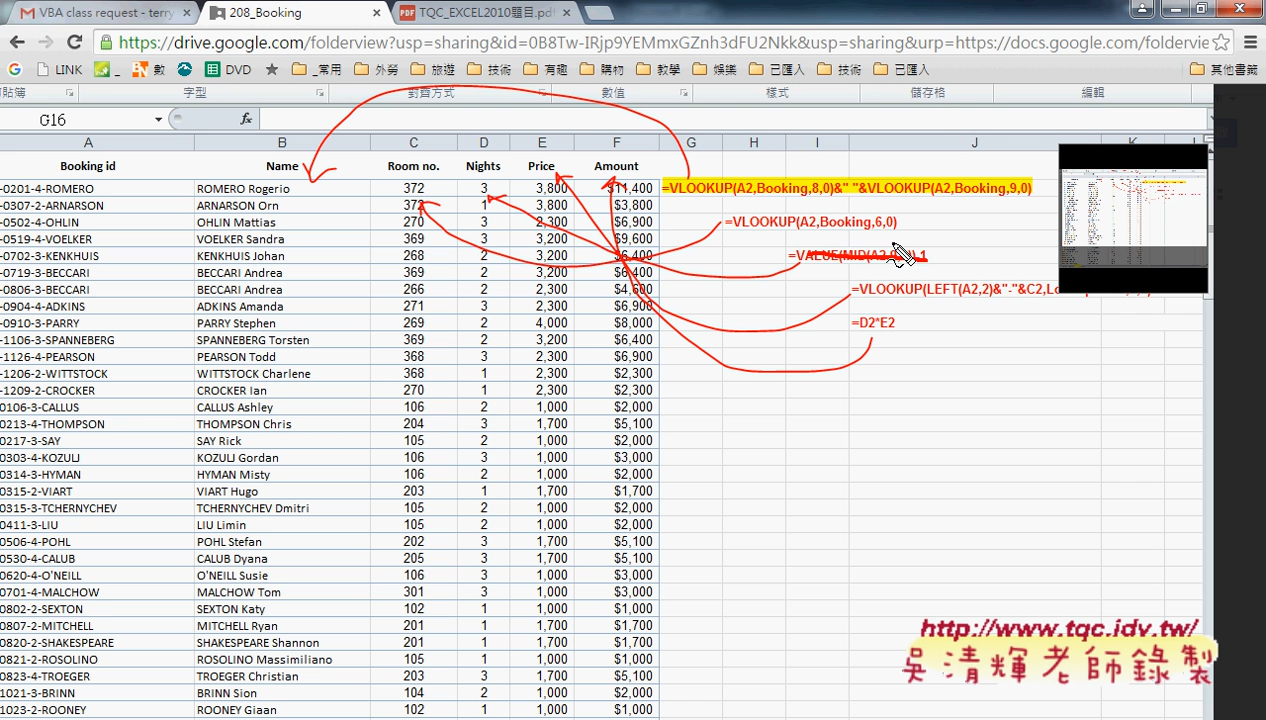 VBA class request - terry
208_Booking
TQC_EXCEL2010題目.pdf
https://drive.google.com/folderview?usp=sharing&id=0B8Tw-IRjp9YEMmxGZnh3dFU2Nkk&usp=sharing&urp=https://docs.google.com/folderview
LINK _ 數 DVD _常用 外勞 旅遊 技術 有趣 購物 教學 娛樂 已匯入 技術 已匯入 其他書籤
剪貼簿 字型 對齊方式 數值 樣式 儲存格 編輯
G16 fx
A B C D E F G H I J K L
Booking id Name Room no. Nights Price Amount
-0201-4-ROMERO ROMERO Rogerio 372 3 3,800 $11,400 =VLOOKUP(A2,Booking,8,0)&" "&VLOOKUP(A2,Booking,9,0)
-0307-2-ARNARSON ARNARSON Orn 372 1 3,800 $3,800
-0502-4-OHLIN OHLIN Mattias 270 3 2,300 $6,900 =VLOOKUP(A2,Booking,6,0)
-0519-4-VOELKER VOELKER Sandra 369 3 3,200 $9,600
-0702-3-KENKHUIS KENKHUIS Johan 268 2 3,200 $6,400
-0719-3-BECCARI BECCARI Andrea 369 2 3,200 $6,400
-0806-3-BECCARI BECCARI Andrea 266 2 2,300 $4,600 =VLOOKUP(LEFT(A2,2)&"-"&C2,
-0904-4-ADKINS ADKINS Amanda 271 3 2,300 $6,900
-0910-3-PARRY PARRY Stephen 269 2 4,000 $8,000 =D2*E2
-1106-3-SPANNEBERG SPANNEBERG Torsten 369 2 3,200 $6,400
-1126-4-PEARSON PEARSON Todd 368 3 2,300 $6,900
-1206-2-WITTSTOCK WITTSTOCK Charlene 368 1 2,300 $2,300
-1209-2-CROCKER CROCKER Ian 270 1 2,300 $2,300
0106-3-CALLUS CALLUS Ashley 106 2 1,000 $2,000
0213-4-THOMPSON THOMPSON Chris 204 3 1,700 $5,100
0217-3-SAY SAY Rick 105 2 1,000 $2,000
0303-4-KOZULJ KOZULJ Gordan 106 3 1,000 $3,000
0314-3-HYMAN HYMAN Misty 106 2 1,000 $2,000
0315-2-VIART VIART Hugo 203 1 1,700 $1,700
0315-3-TCHERNYCHEV TCHERNYCHEV Dmitri 105 2 1,000 $2,000
0411-3-LIU LIU Limin 105 2 1,000 $2,000
0506-4-POHL POHL Stefan 202 3 1,700 $5,100
0530-4-CALUB CALUB Dyana 205 3 1,700 $5,100
0620-4-O'NEILL O'NEILL Susie 106 3 1,000 $3,000
0701-4-MALCHOW MALCHOW Tom 301 3 1,000 $3,000
0802-2-SEXTON SEXTON Katy 102 1 1,000 $1,000
0807-2-MITCHELL MITCHELL Ryan 201 1 1,700 $1,700
0820-2-SHAKESPEARE SHAKESPEARE Shannon 201 1 1,700 $1,700
0821-2-ROSOLINO ROSOLINO Massimiliano 105 1 1,000 $1,000
0823-4-TROEGER TROEGER Christian 203 3 1,700 $5,100
1021-3-BRINN BRINN Sion 104 2 1,000 $2,000
1023-2-ROONEY ROONEY Giaan 102 1 1,000 $1,000
http://www.tqc.idv.tw/
吳清輝老師錄製